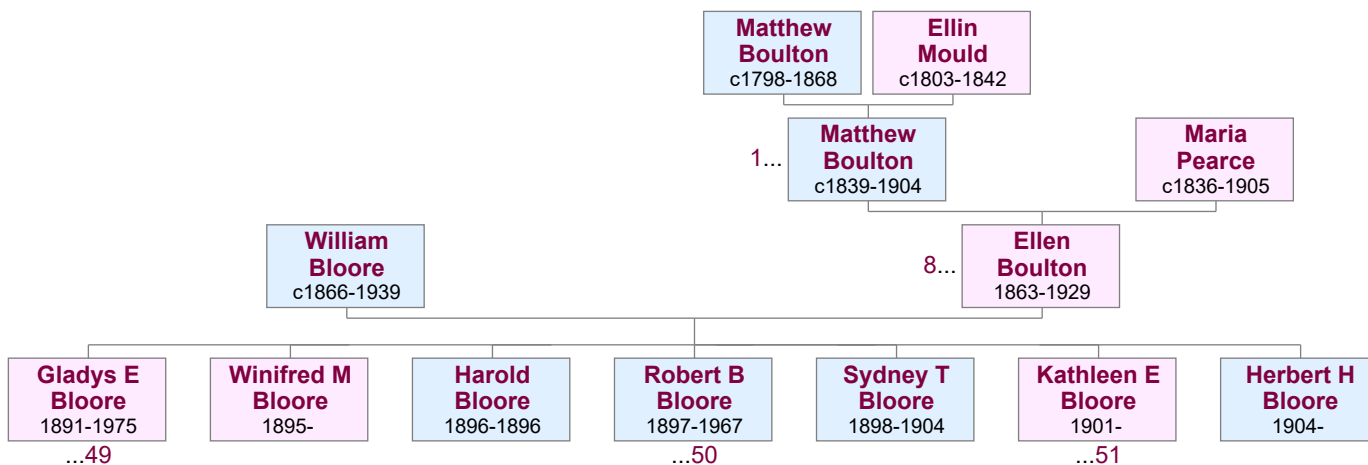 Matthew
Boulton
c1798-1868
Ellin
Mould
c1803-1842
1...
Matthew
Boulton
c1839-1904
Maria
Pearce
c1836-1905
William
Bloore
c1866-1939
8...
Ellen
Boulton
1863-1929
Gladys E
Bloore
1891-1975
...49
Winifred M
Bloore
1895-
Harold
Bloore
1896-1896
Robert B
Bloore
1897-1967
...50
Sydney T
Bloore
1898-1904
Kathleen E
Bloore
1901-
...51
Herbert H
Bloore
1904-